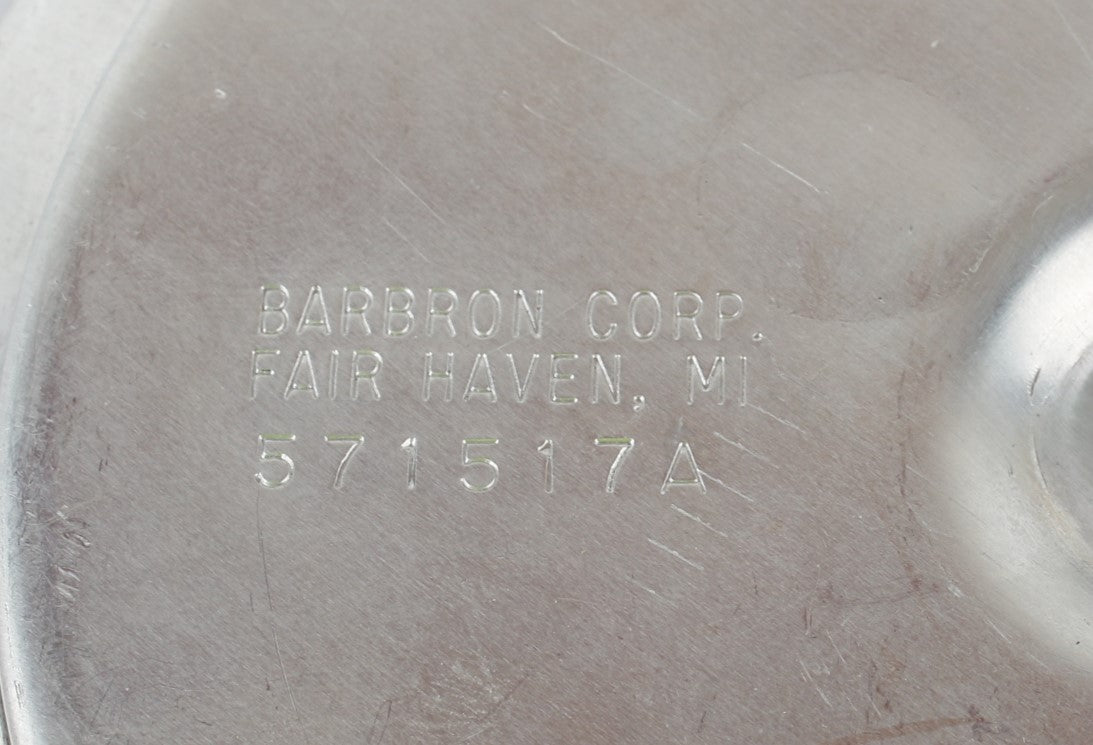 BARBRON CORP.
FAIR HAVEN, MI
571517A